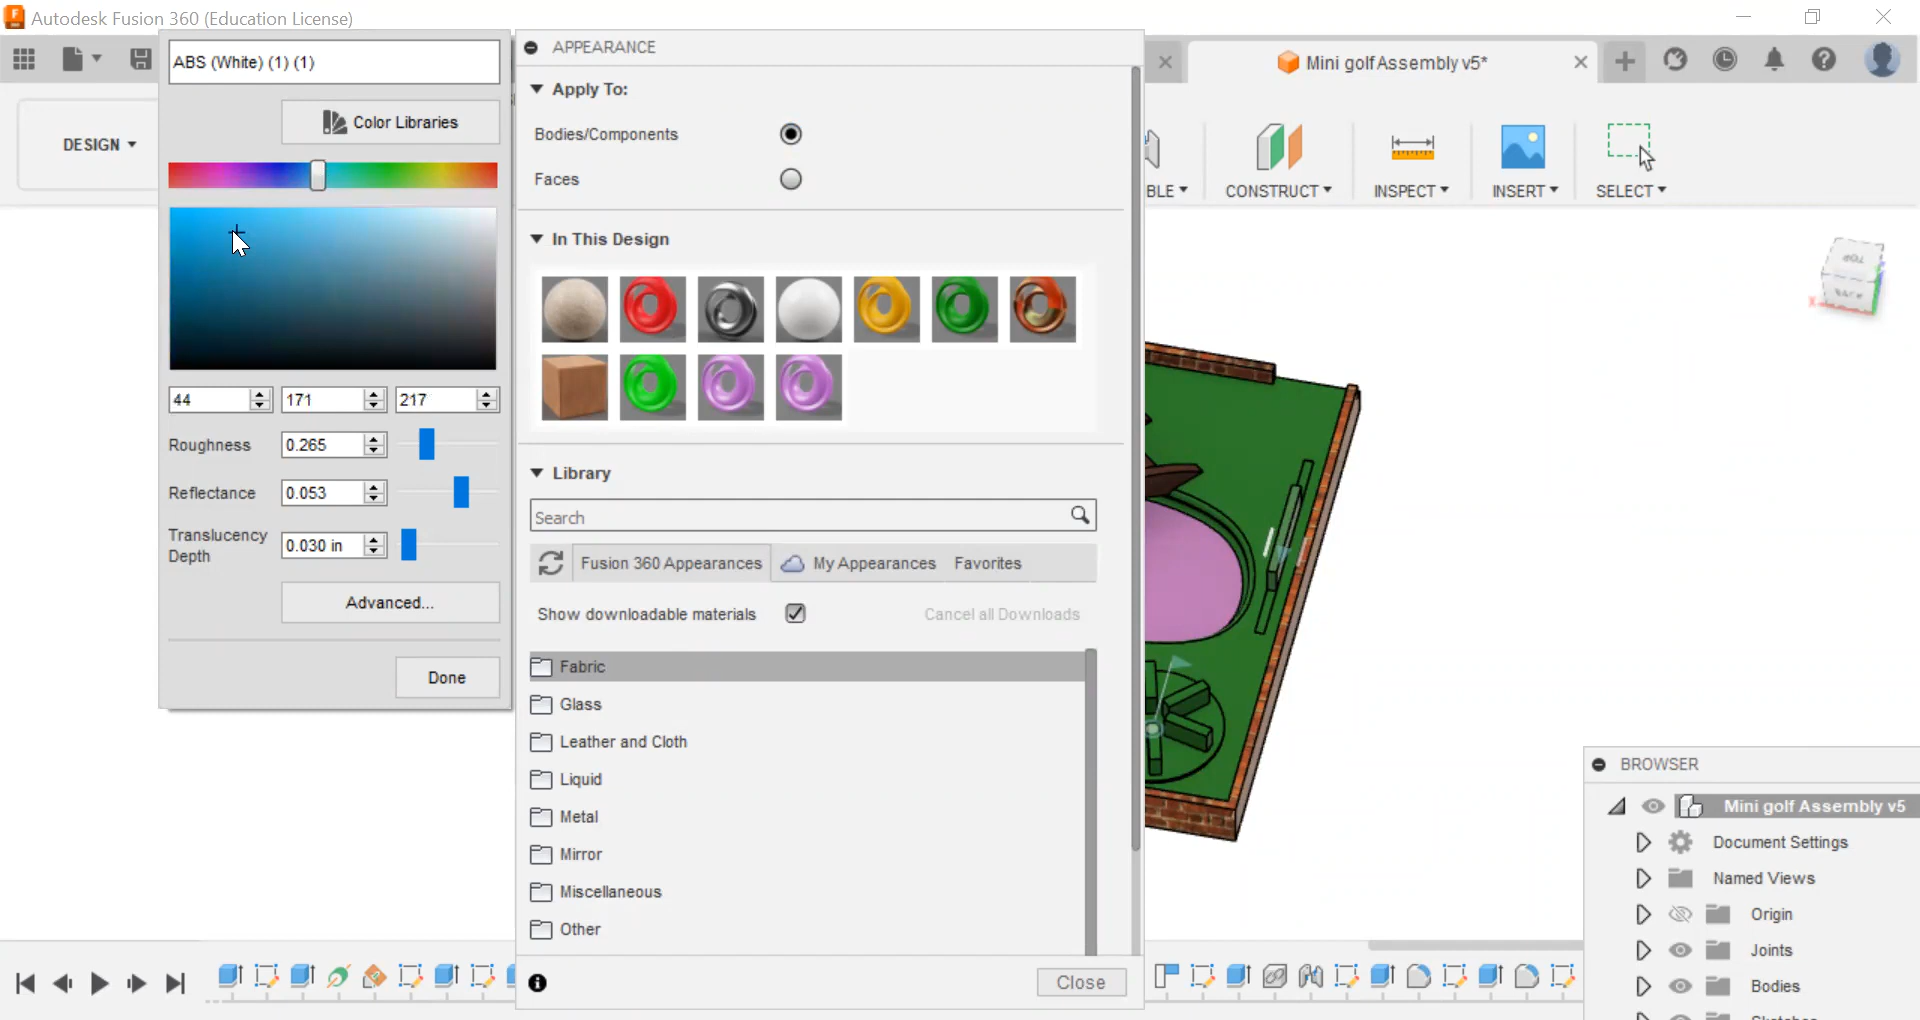 Autodesk Fusion 360 (Education License)
ABS (White) (1) (1)
Color Libraries
44
171
217
Roughness
0.265
Reflectance
0.053
Translucency
Depth
0.030 in
Advanced...
Done
DESIGN
APPEARANCE
Apply To:
Bodies/Components
Faces
In This Design
Library
Search
Fusion 360 Appearances
My Appearances
Favorites
Show downloadable materials
Cancel all Downloads
Fabric
Glass
Leather and Cloth
Liquid
Metal
Mirror
Miscellaneous
Other
Close
Mini golf Assembly v5*
BLE
CONSTRUCT
INSPECT
INSERT
SELECT
TOP
BACK
X
BROWSER
Mini golf Assembly v5
Document Settings
Named Views
Origin
Joints
Bodies